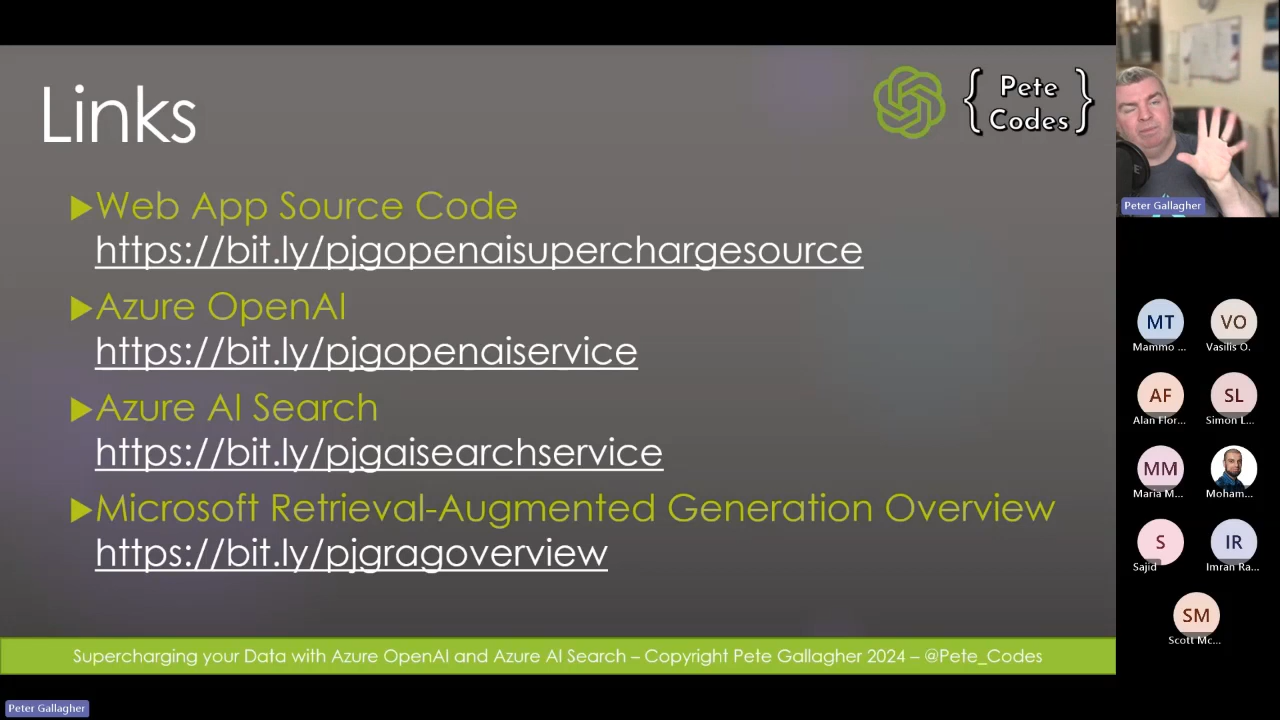 Links
{ Pete
Codes }
Web App Source Code
https://bit.ly/pjgopenaisuperchargesource
Azure OpenAI
https://bit.ly/pjgopenaiservice
Azure AI Search
https://bit.ly/pjgaisearchservice
Microsoft Retrieval-Augmented Generation Overview
https://bit.ly/pjgragoverview
Supercharging your Data with Azure OpenAI and Azure AI Search – Copyright Pete Gallagher 2024 – @Pete_Codes
Peter Gallagher
Peter Gallagher
MT
Mammo ...
VO
Vasilis O.
AF
Alan Flor...
SL
Simon L...
MM
Maria M...
Moham...
S
Sajid
IR
Imran Ra...
SM
Scott Mc...